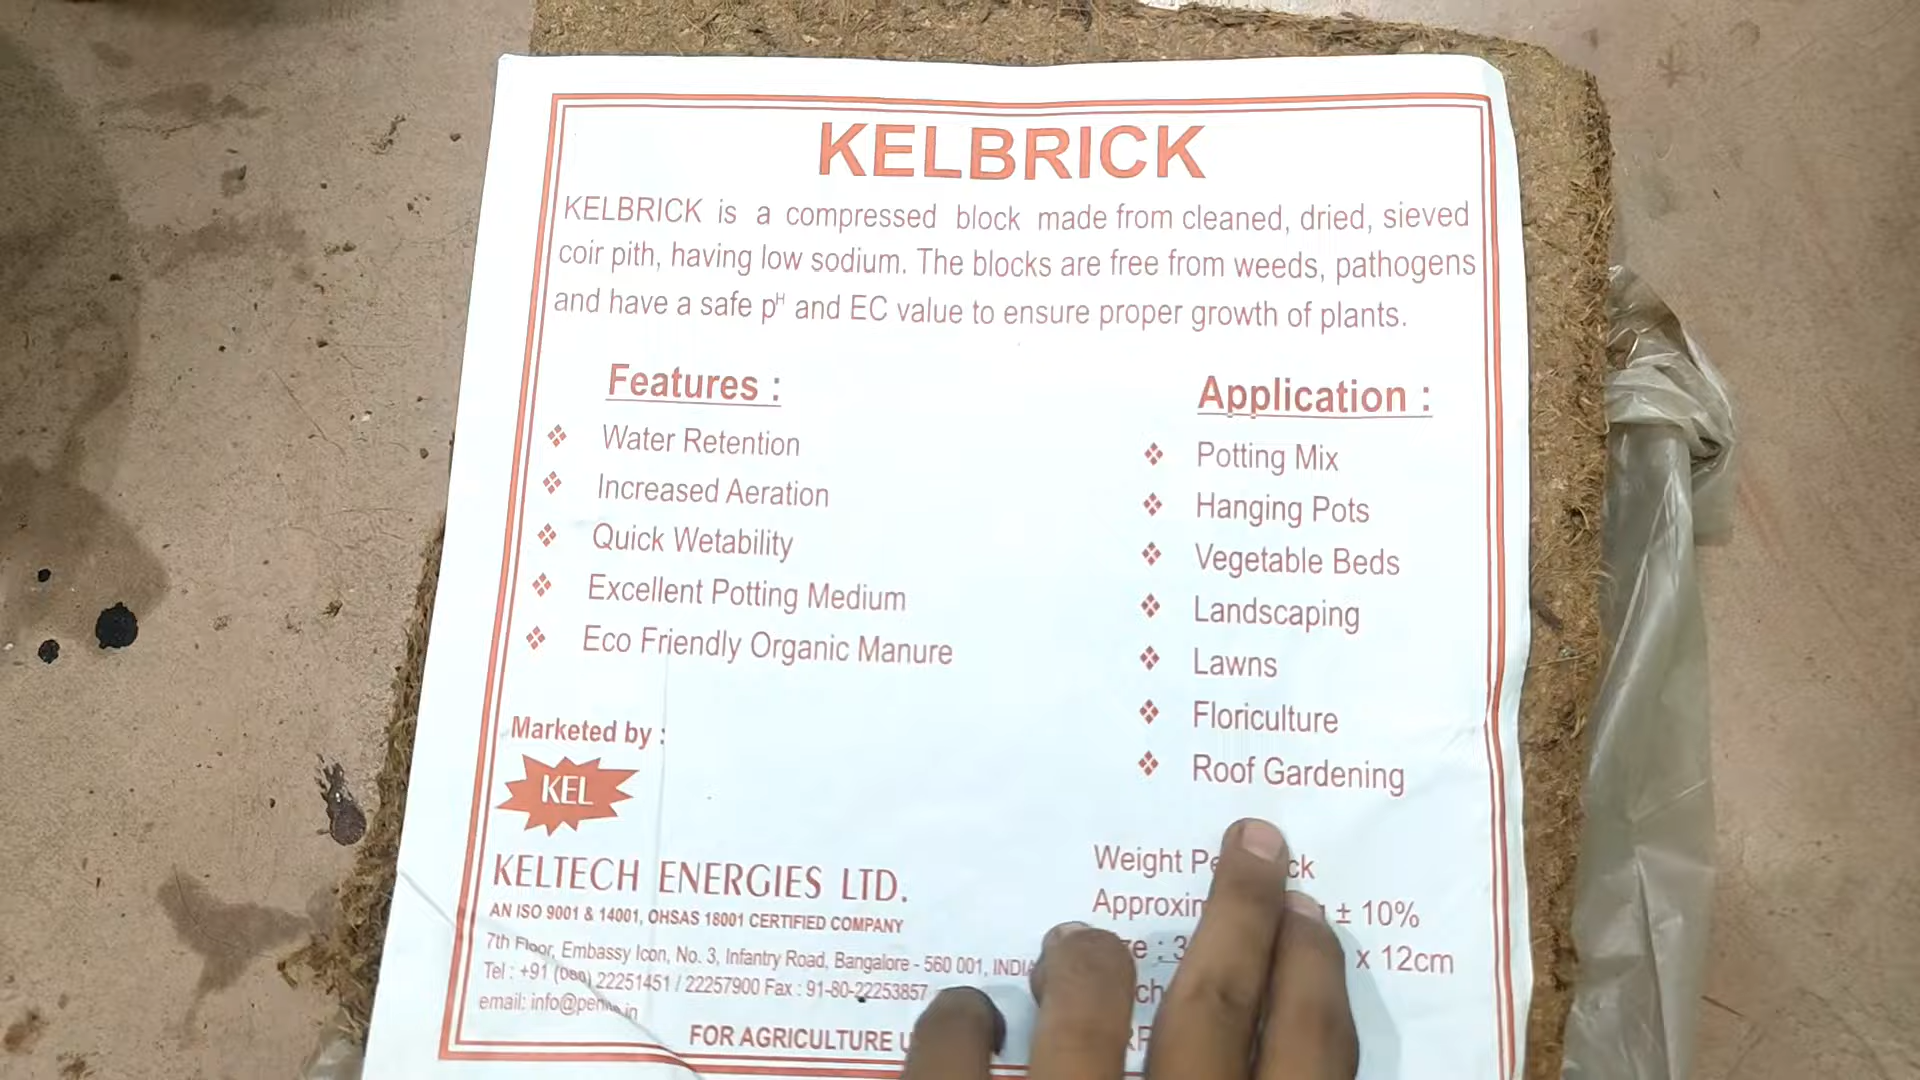 KELBRICK
KELBRICK is a compressed block made from cleaned, dried, sieved
coir pith, having low sodium. The blocks are free from weeds, pathogens
and have a safe pH and EC value to ensure proper growth of plants.
Features :
Water Retention
Increased Aeration
Quick Wetability
Excellent Potting Medium
Eco Friendly Organic Manure
Application :
Potting Mix
Hanging Pots
Vegetable Beds
Landscaping
Lawns
Floriculture
Roof Gardening
Marketed by :
KEL
KELTECH ENERGIES LTD.
AN ISO 9001 & 14001, OHSAS 18001 CERTIFIED COMPANY
7th Floor, Embassy Icon, No. 3, Infantry Road, Bangalore - 560 001, INDIA
Tel : +91 (080) 22251451 / 22257900 Fax : 91-80-22253857
email:
Weight
± 10%
x 12cm
FOR AGRICULTURE